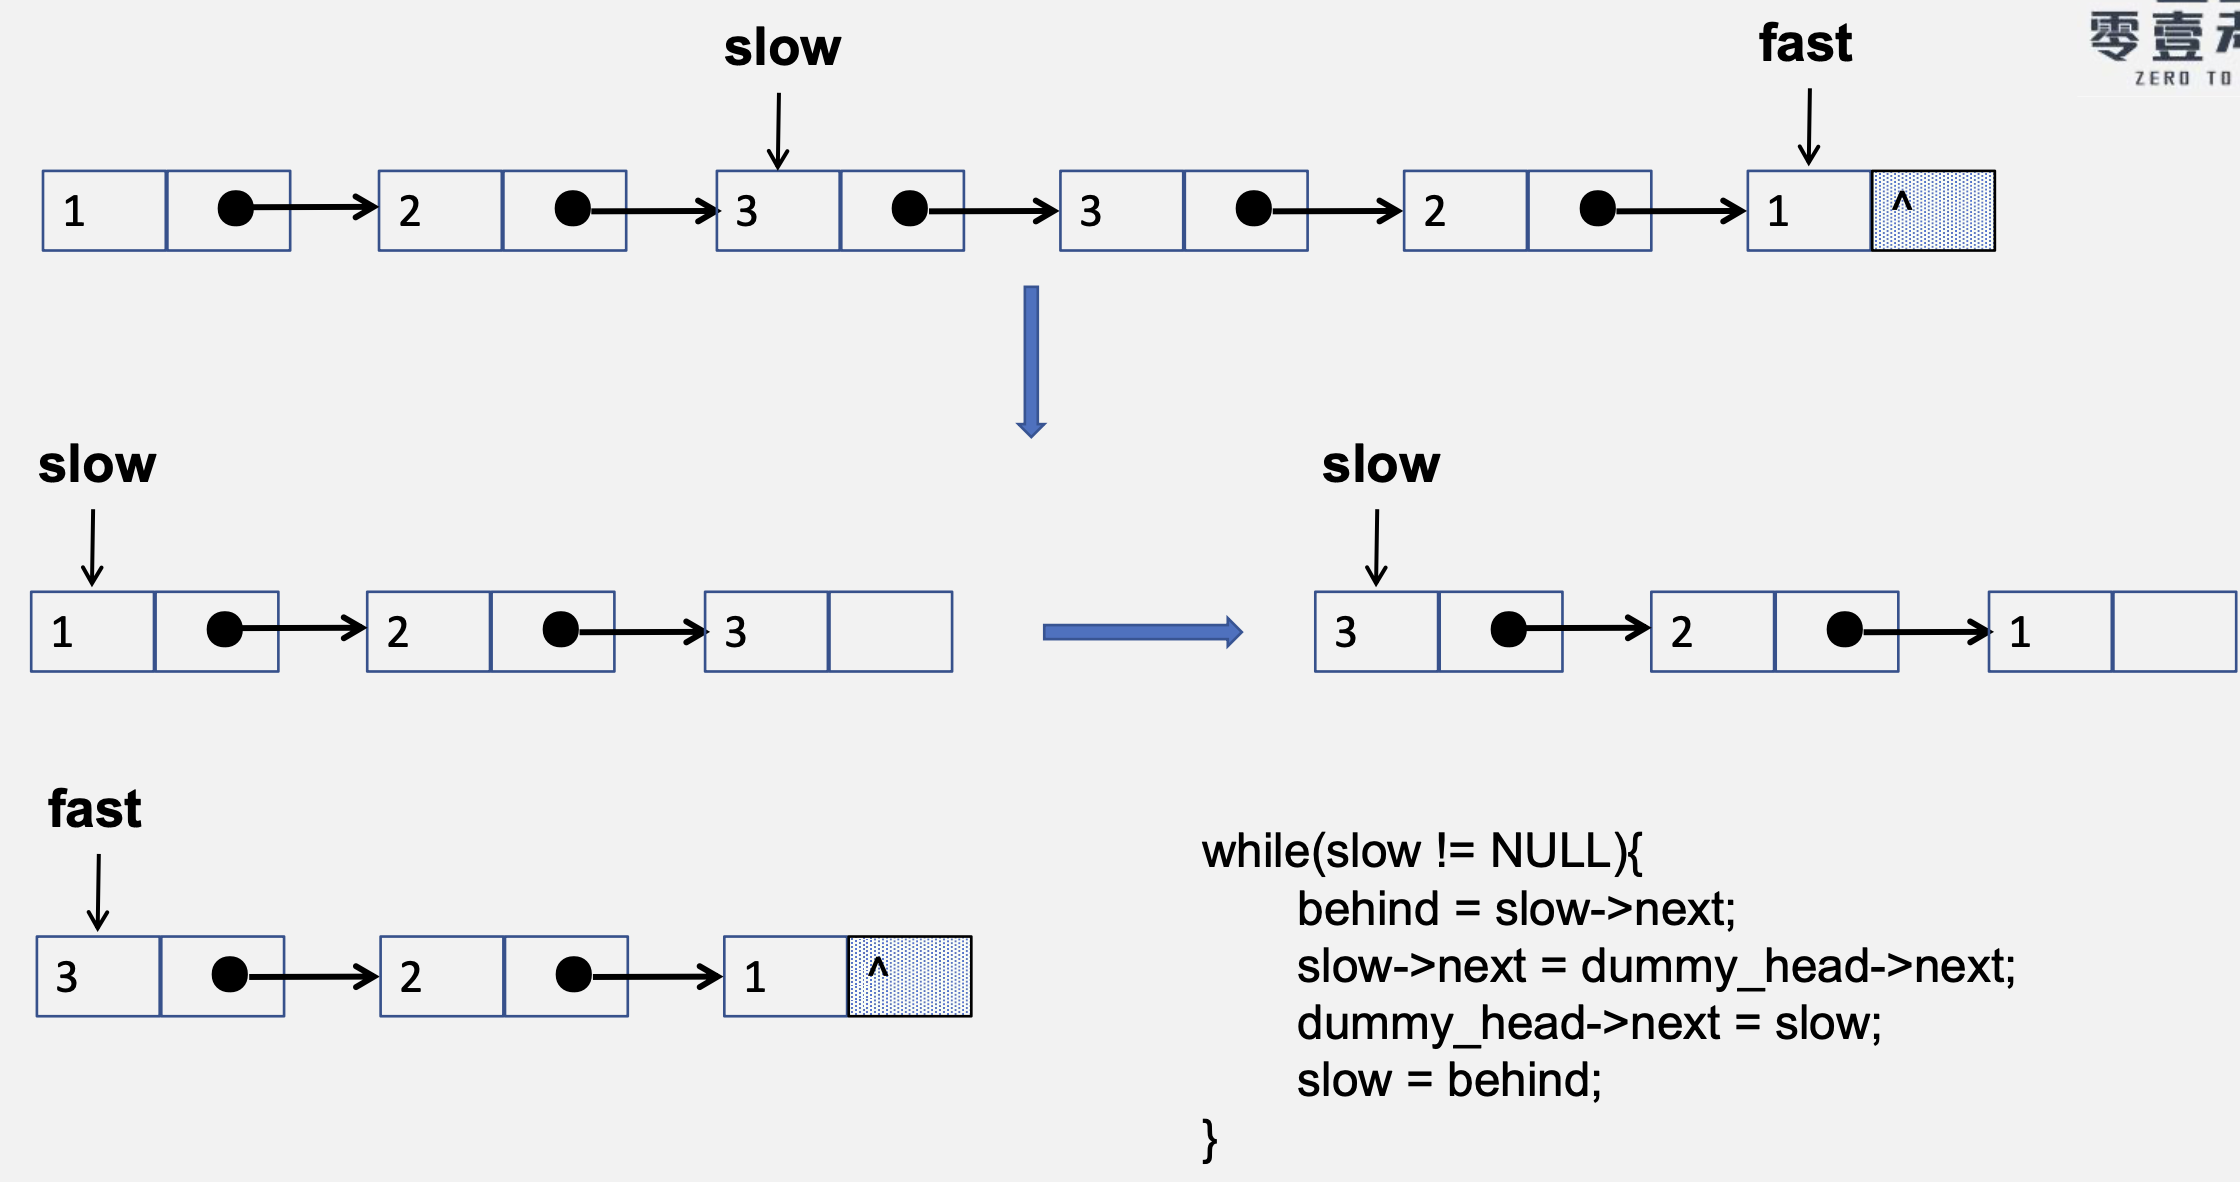 slow
fast
零壹
ZERO TO
1 2 3 3 2 1 ^
slow
slow
1 2 3
3 2 1
fast
3 2 1 ^
while(slow != NULL){
behind = slow->next;
slow->next = dummy_head->next;
dummy_head->next = slow;
slow = behind;
}